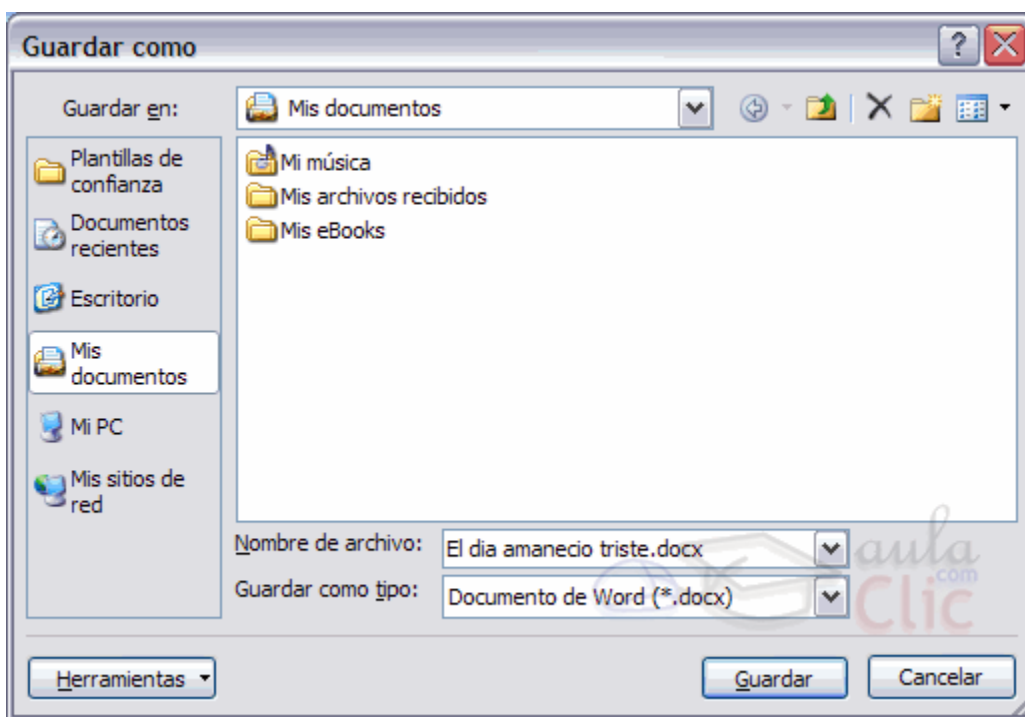 Guardar como
Guardar en:
Mis documentos
Plantillas de
confianza
Documentos
recientes
Escritorio
Mis
documentos
Mi PC
Mis sitios de
red
Mi música
Mis archivos recibidos
Mis eBooks
Nombre de archivo:
El dia amanecio triste.docx
Guardar como tipo:
Documento de Word (*.docx)
aula
.com
Clic
Herramientas
Guardar
Cancelar